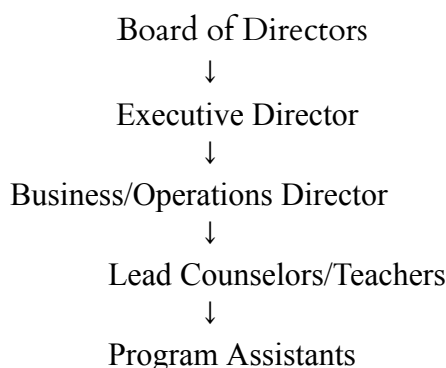 Board of Directors
↓
Executive Director
↓
Business/Operations Director
↓
Lead Counselors/Teachers
↓
Program Assistants